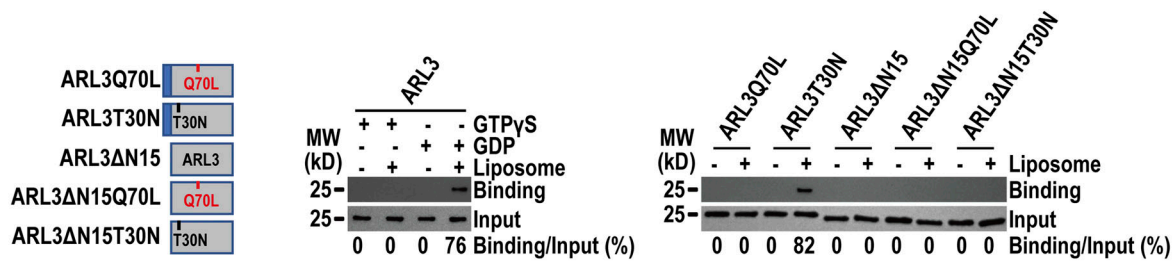 ARL3Q70L
Q70L
ARL3T30N
T30N
ARL3ΔN15
ARL3
ARL3ΔN15Q70L
Q70L
ARL3ΔN15T30N
T30N
ARL3
+ + - - GTPγS
- - + + GDP
MW
(kD)
- + - + Liposome
25 Binding
25 Input
0 0 0 76 Binding/Input (%)
ARL3Q70L
ARL3T30N
ARL3ΔN15
ARL3ΔN15Q70L
ARL3ΔN15T30N
MW
(kD)
- + - + - + - + - + Liposome
25 Binding
25 Input
0 0 0 82 0 0 0 0 0 0 Binding/Input (%)